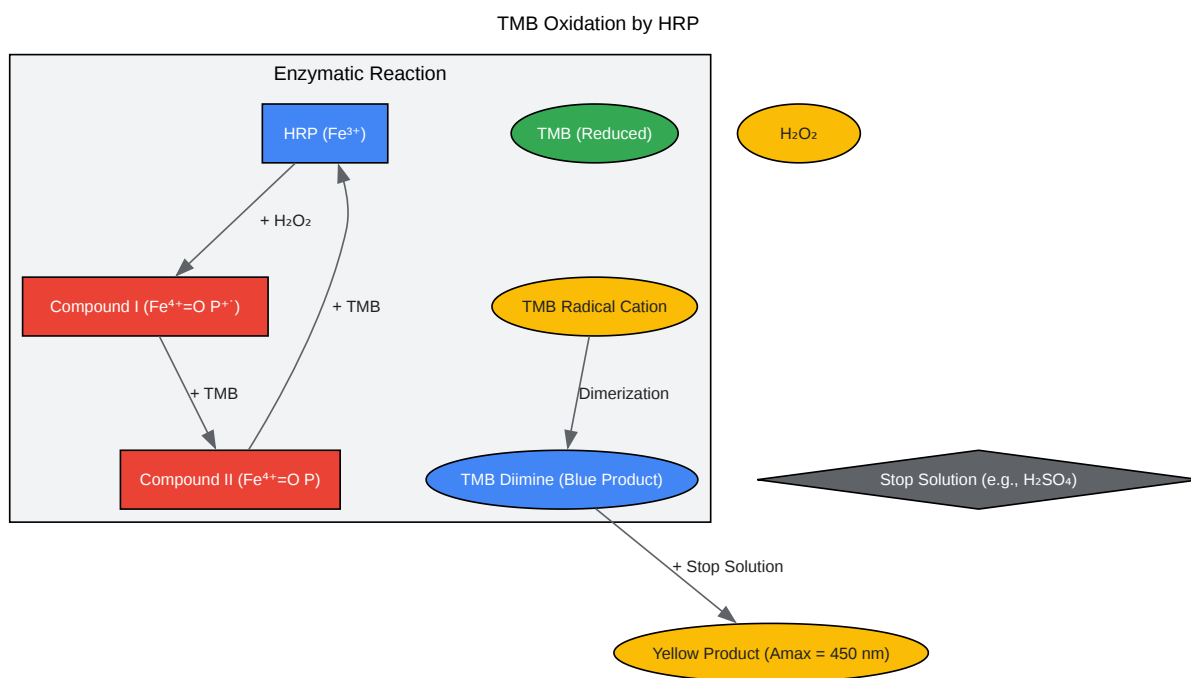 TMB Oxidation by HRP
Enzymatic Reaction
HRP (Fe³⁺)
TMB (Reduced)
H₂O₂
+ H₂O₂
Compound I (Fe⁴⁺=O P⁺˙)
+ TMB
TMB Radical Cation
+ TMB
Dimerization
Compound II (Fe⁴⁺=O P)
TMB Diimine (Blue Product)
Stop Solution (e.g., H₂SO₄)
+ Stop Solution
Yellow Product (Amax = 450 nm)